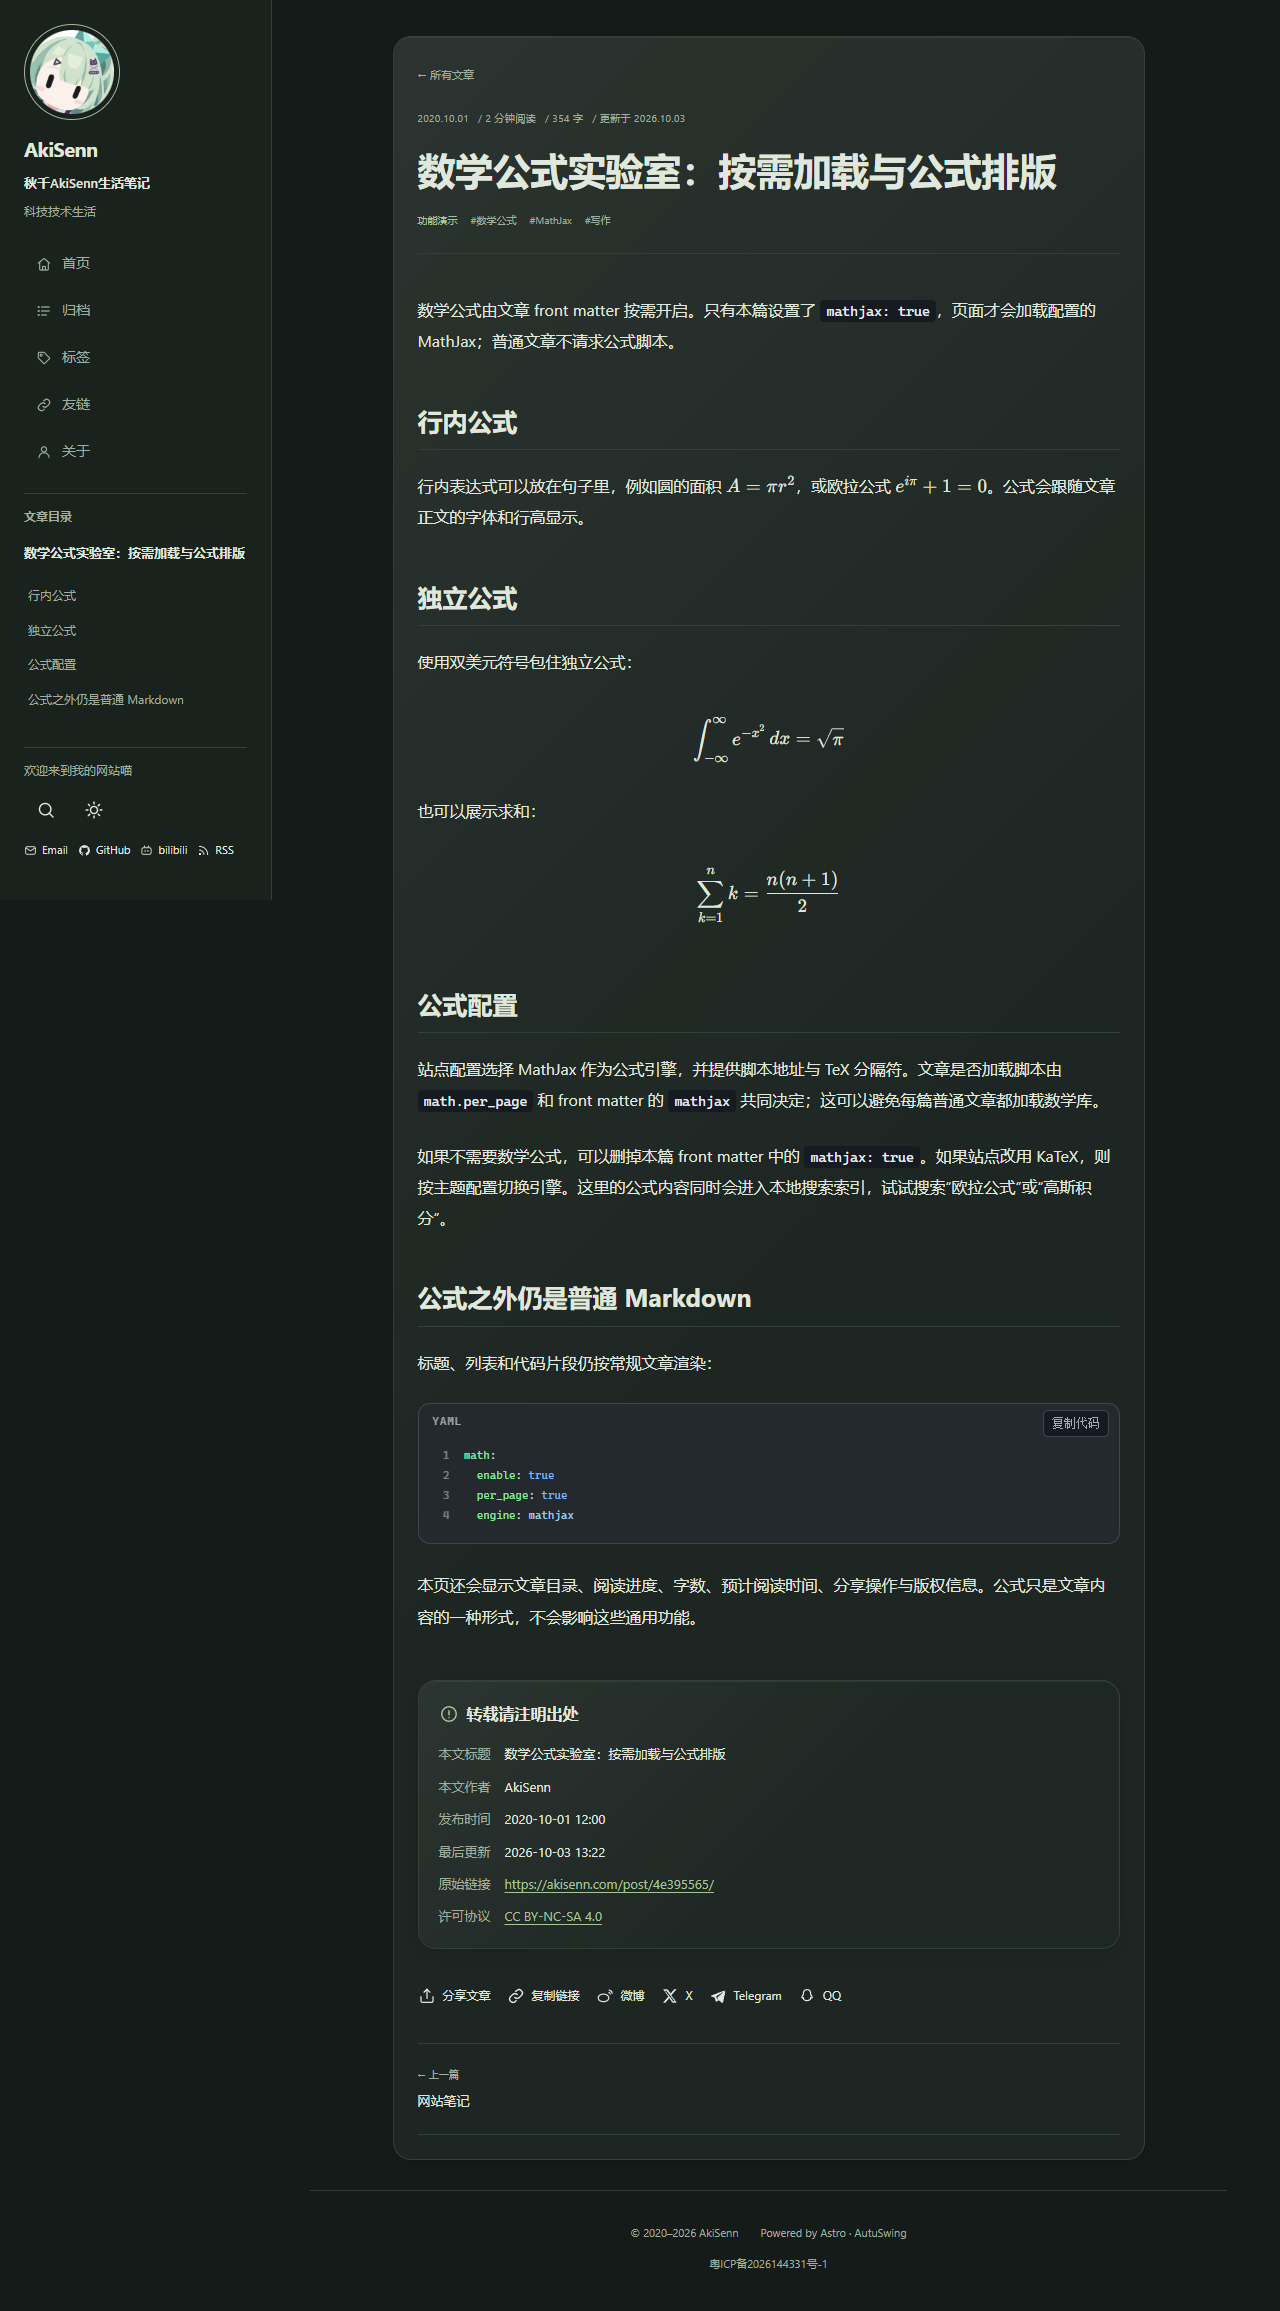 AkiSenn
秋千AkiSenn生活笔记
科技技术生活
首页
归档
标签
友链
关于
文章目录
数学公式实验室：按需加载与公式排版
行内公式
独立公式
公式配置
公式之外仍是普通 Markdown
欢迎来到我的网站喵
Email GitHub bilibili RSS
← 所有文章
2020.10.01 / 2 分钟阅读 / 354 字 / 更新于 2026.10.03
数学公式实验室：按需加载与公式排版
功能演示 #数学公式 #MathJax #写作
数学公式由文章 front matter 按需开启。只有本篇设置了 mathjax: true，页面才会加载配置的
MathJax；普通文章不请求公式脚本。
行内公式
行内表达式可以放在句子里，例如圆的面积 A = πr²，或欧拉公式 e^{iπ} + 1 = 0。公式会跟随文章
正文的字体和行高显示。
独立公式
使用双美元符号包住独立公式：
∫_{−∞}^{∞} e^{−x²} dx = √π
也可以展示求和：
∑_{k=1}^{n} k = n(n + 1)/2
公式配置
站点配置选择 MathJax 作为公式引擎，并提供脚本地址与 TeX 分隔符。文章是否加载脚本由
math.per_page 和 front matter 的 mathjax 共同决定；这可以避免每篇普通文章都加载数学库。
如果不需要数学公式，可以删掉本篇 front matter 中的 mathjax: true。如果站点改用 KaTeX，则
按主题配置切换引擎。这里的公式内容同时会进入本地搜索索引，试试搜索“欧拉公式”或“高斯积
分”。
公式之外仍是普通 Markdown
标题、列表和代码片段仍按常规文章渲染：
YAML 复制代码
1 math:
2   enable: true
3   per_page: true
4   engine: mathjax
本页还会显示文章目录、阅读进度、字数、预计阅读时间、分享操作与版权信息。公式只是文章内
容的一种形式，不会影响这些通用功能。
转载请注明出处
本文标题 数学公式实验室：按需加载与公式排版
本文作者 AkiSenn
发布时间 2020-10-01 12:00
最后更新 2026-10-03 13:22
原始链接 https://akisenn.com/post/4e395565/
许可协议 CC BY-NC-SA 4.0
分享文章 复制链接 微博 X Telegram QQ
← 上一篇
网站笔记
© 2020–2026 AkiSenn Powered by Astro · AutuSwing
粤ICP备2026144331号-1